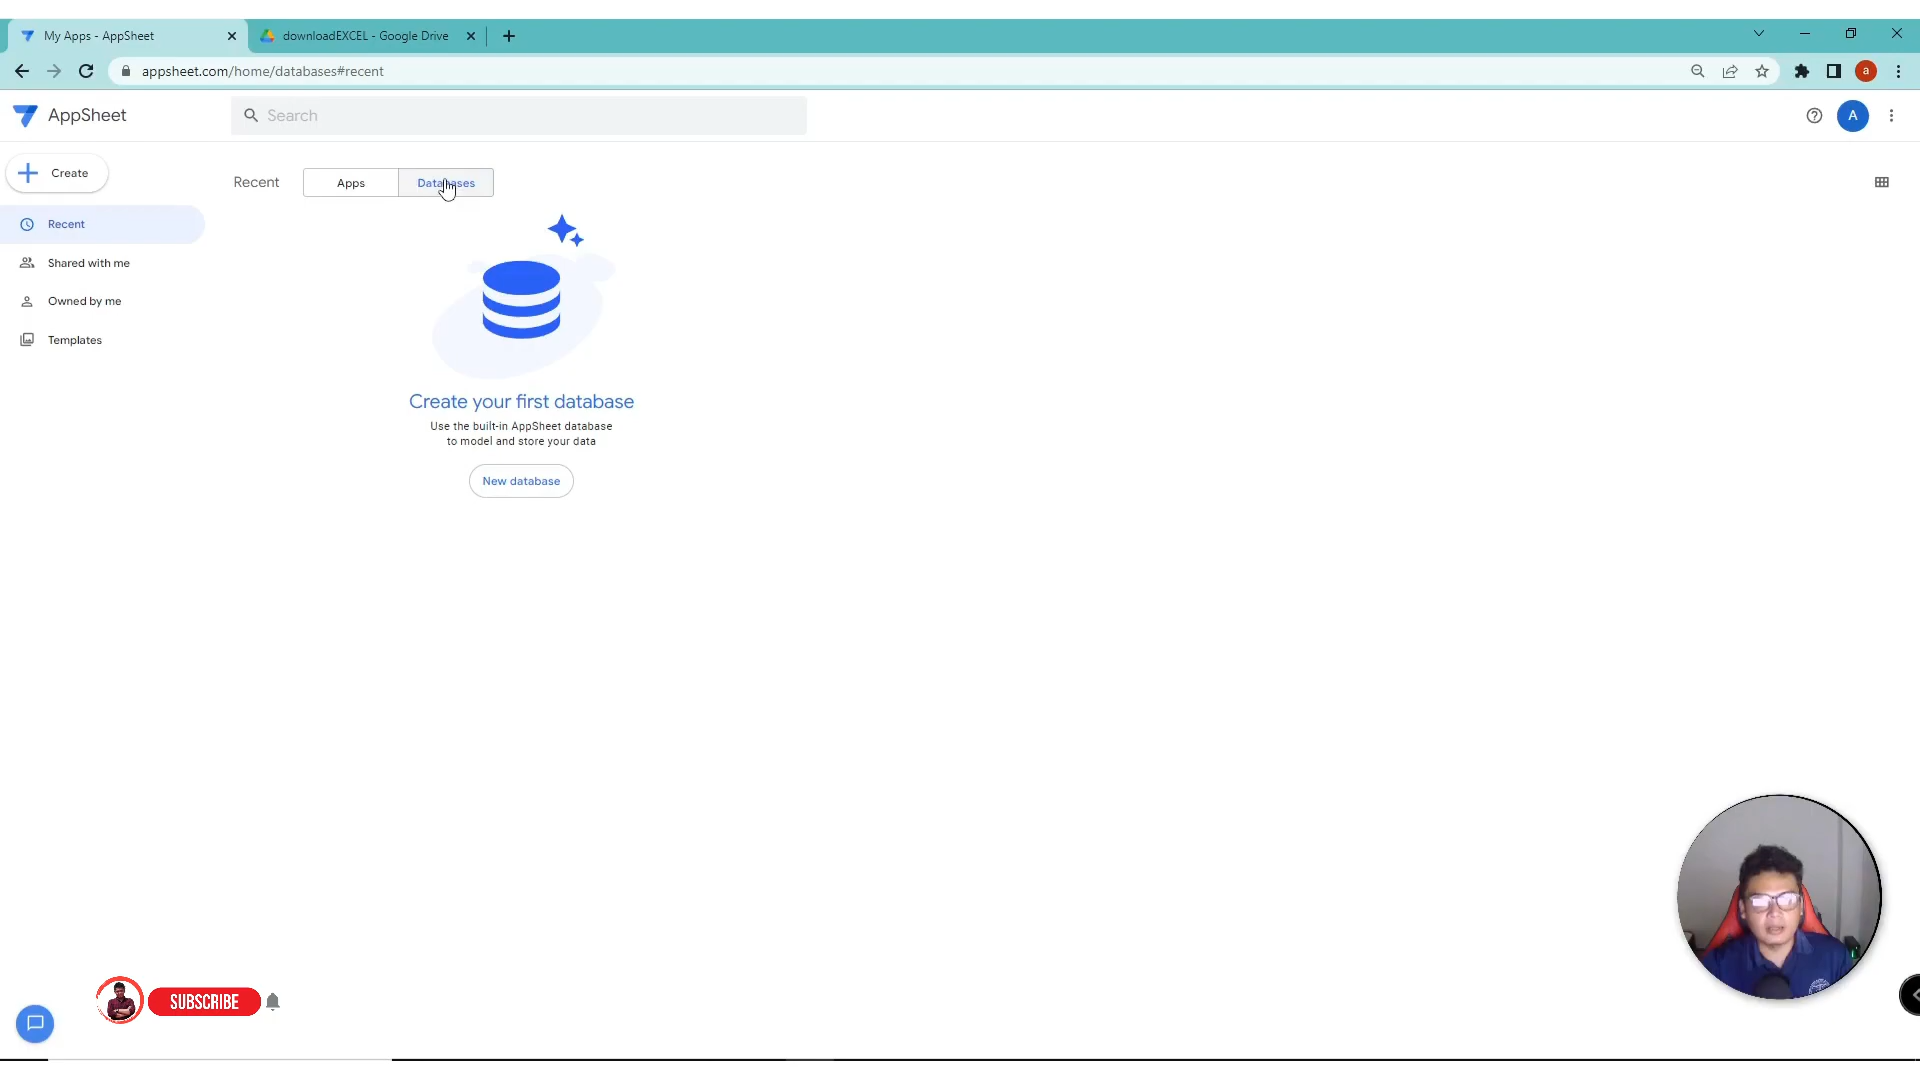 My Apps - AppSheet
downloadEXCEL - Google Drive
appsheet.com/home/databases#recent
a
AppSheet
Search
A
Create
Recent
Apps
Databases
Recent
Shared with me
Owned by me
Templates
Create your first database
Use the built-in AppSheet database
to model and store your data
New database
SUBSCRIBE